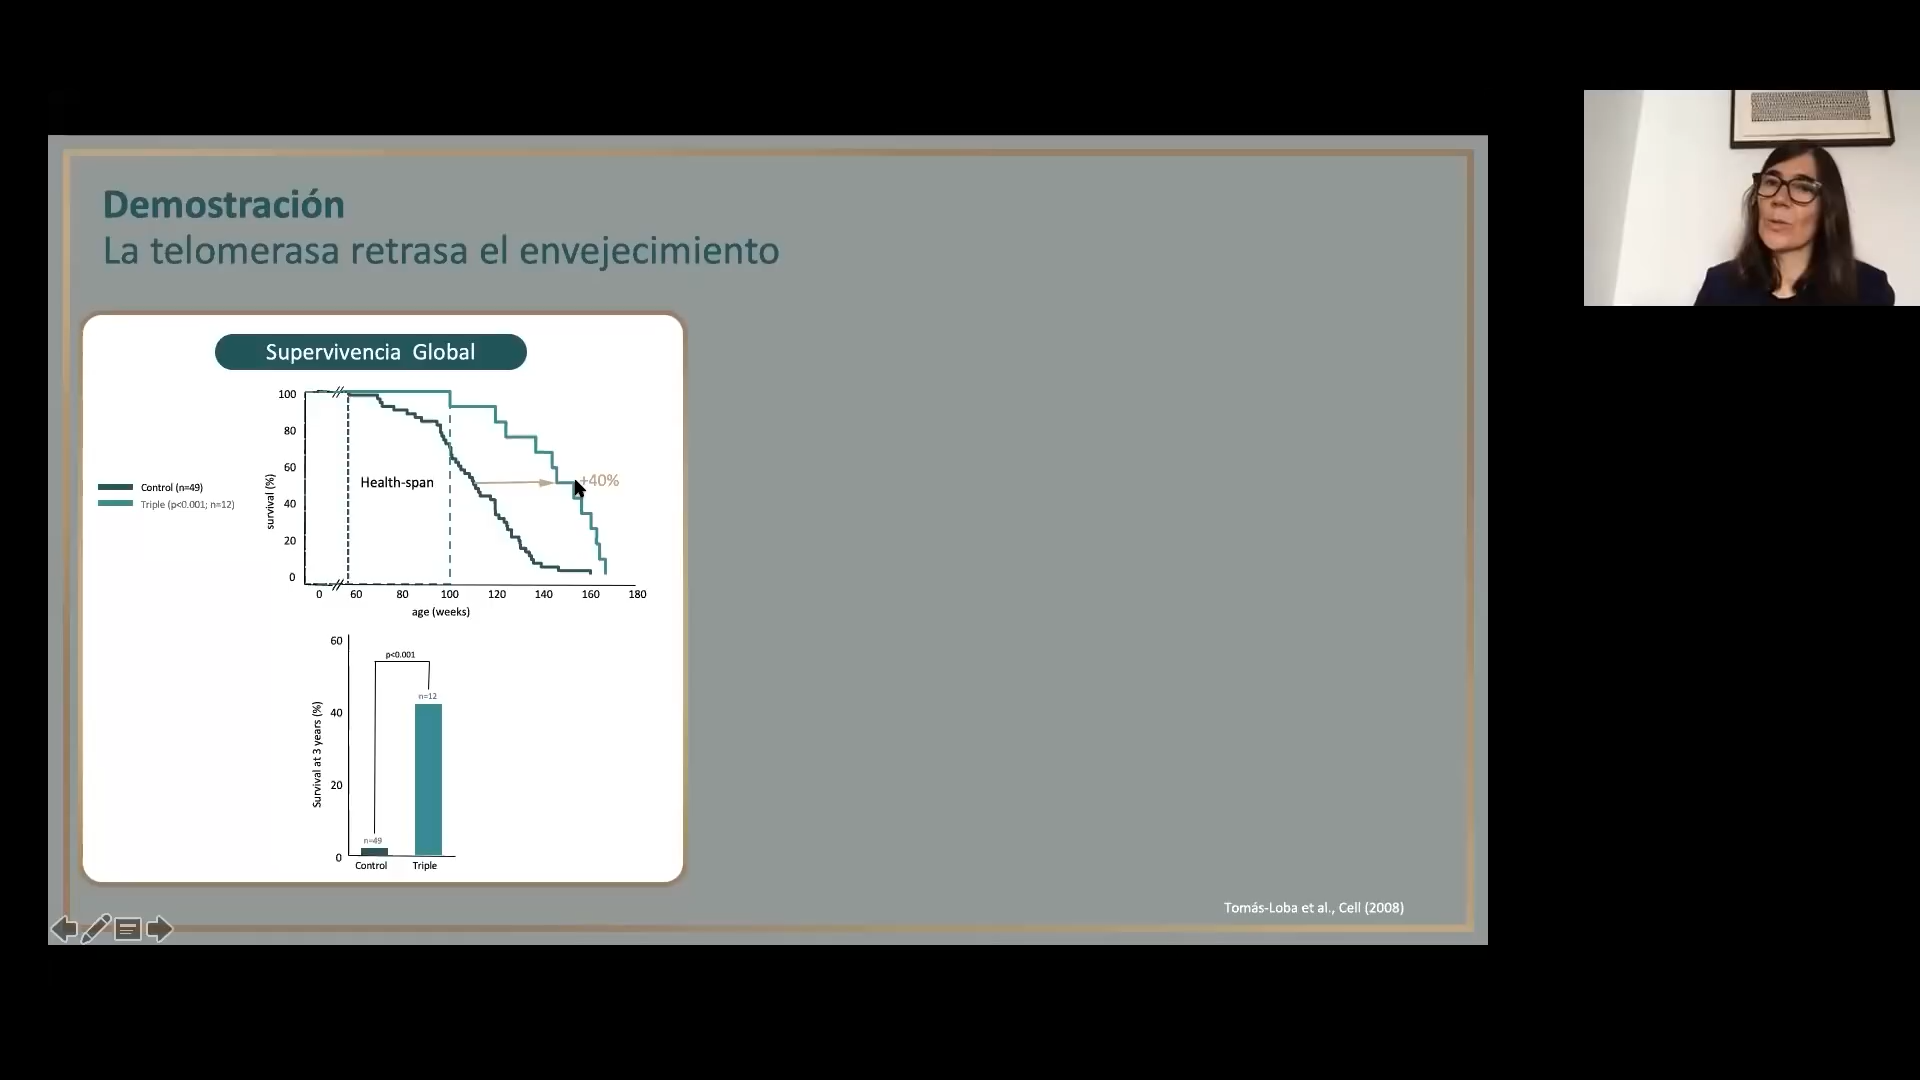 Demostración
La telomerasa retrasa el envejecimiento
Supervivencia Global
Control (n=49)
Triple (p<0.001; n=12)
survival (%)
100
80
60
40
20
0
Health-span
+40%
0 60 80 100 120 140 160 180
age (weeks)
Survival at 3 years (%)
60
40
20
0
p<0.001
n=12
n=49
Control Triple
Tomás-Loba et al., Cell (2008)